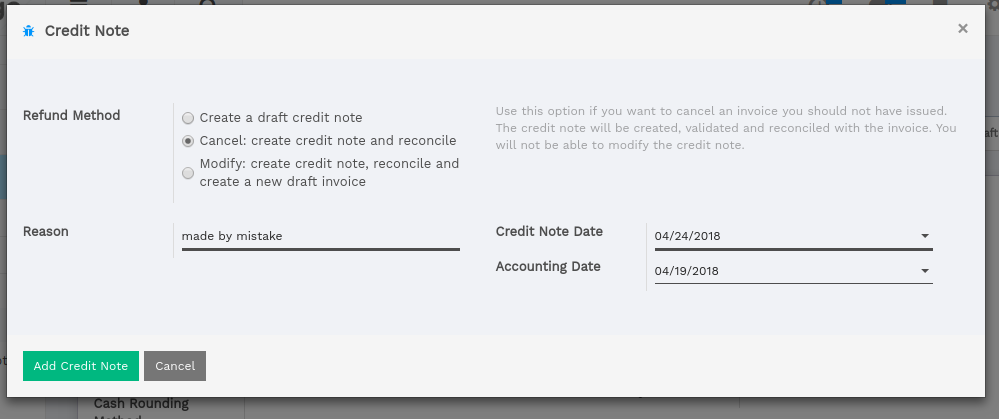 Credit Note
×
Refund Method
Create a draft credit note
Cancel: create credit note and reconcile
Modify: create credit note, reconcile and
create a new draft invoice
Use this option if you want to cancel an invoice you should not have issued.
The credit note will be created, validated and reconciled with the invoice. You
will not be able to modify the credit note.
Reason
made by mistake
Credit Note Date
04/24/2018
Accounting Date
04/19/2018
Add Credit Note
Cancel
Cash Rounding